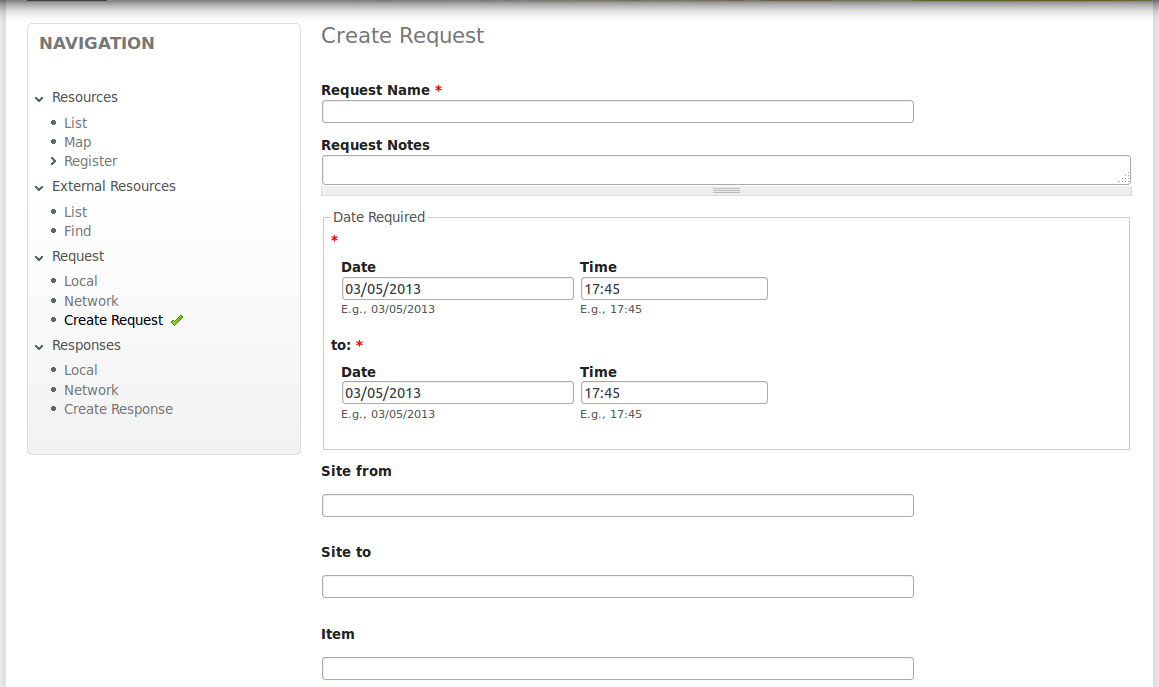 NAVIGATION
Resources
List
Map
Register
External Resources
List
Find
Request
Local
Network
Create Request
Responses
Local
Network
Create Response
Create Request
Request Name *
Request Notes
Date Required
*
Date Time
03/05/2013 17:45
E.g., 03/05/2013 E.g., 17:45
to: *
Date Time
03/05/2013 17:45
E.g., 03/05/2013 E.g., 17:45
Site from
Site to
Item